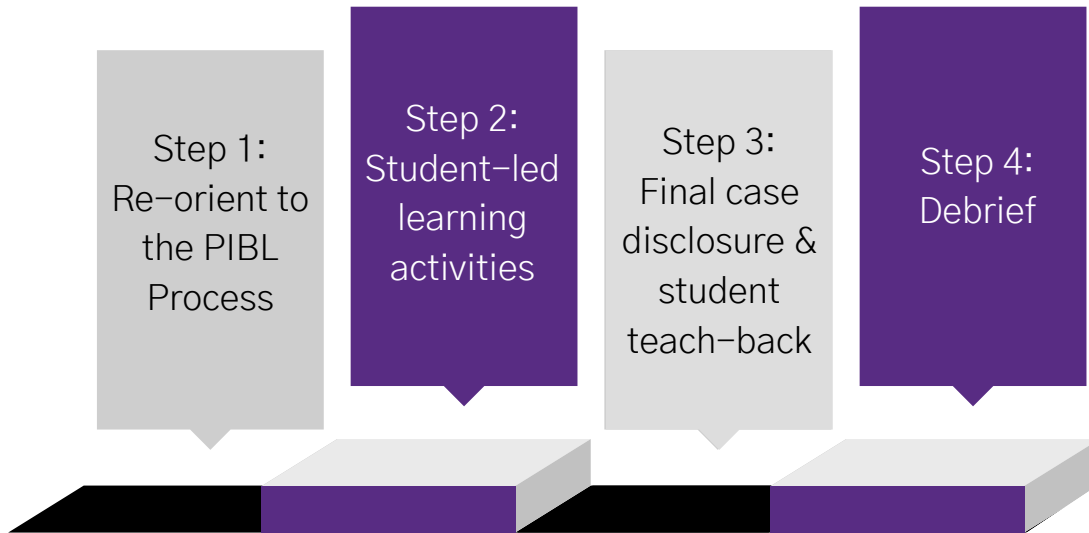 Step 1:
Re-orient to
the PIBL
Process
Step 2:
Student-led
learning
activities
Step 3:
Final case
disclosure &
student
teach-back
Step 4:
Debrief